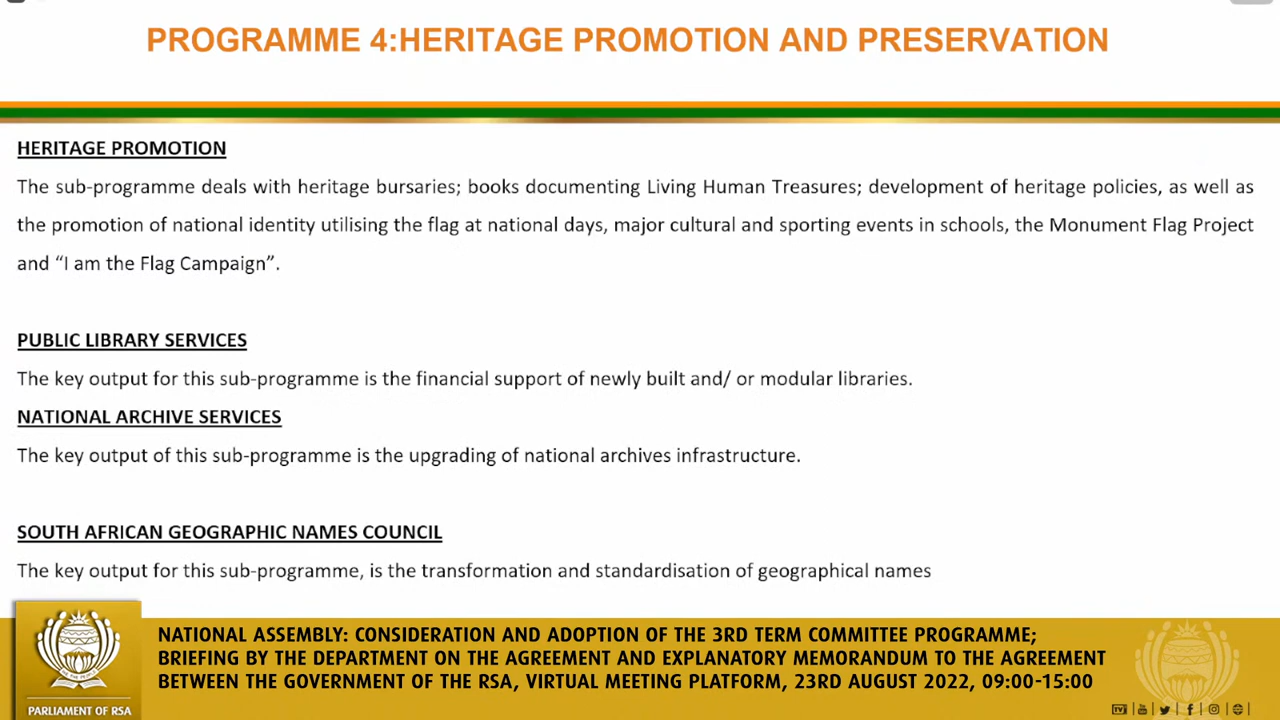 PROGRAMME 4:HERITAGE PROMOTION AND PRESERVATION
HERITAGE PROMOTION
The sub-programme deals with heritage bursaries; books documenting Living Human Treasures; development of heritage policies, as well as
the promotion of national identity utilising the flag at national days, major cultural and sporting events in schools, the Monument Flag Project
and “I am the Flag Campaign”.
PUBLIC LIBRARY SERVICES
The key output for this sub-programme is the financial support of newly built and/ or modular libraries.
NATIONAL ARCHIVE SERVICES
The key output of this sub-programme is the upgrading of national archives infrastructure.
SOUTH AFRICAN GEOGRAPHIC NAMES COUNCIL
The key output for this sub-programme, is the transformation and standardisation of geographical names
NATIONAL ASSEMBLY: CONSIDERATION AND ADOPTION OF THE 3RD TERM COMMITTEE PROGRAMME;
BRIEFING BY THE DEPARTMENT ON THE AGREEMENT AND EXPLANATORY MEMORANDUM TO THE AGREEMENT
BETWEEN THE GOVERNMENT OF THE RSA, VIRTUAL MEETING PLATFORM, 23RD AUGUST 2022, 09:00-15:00
PARLIAMENT OF RSA